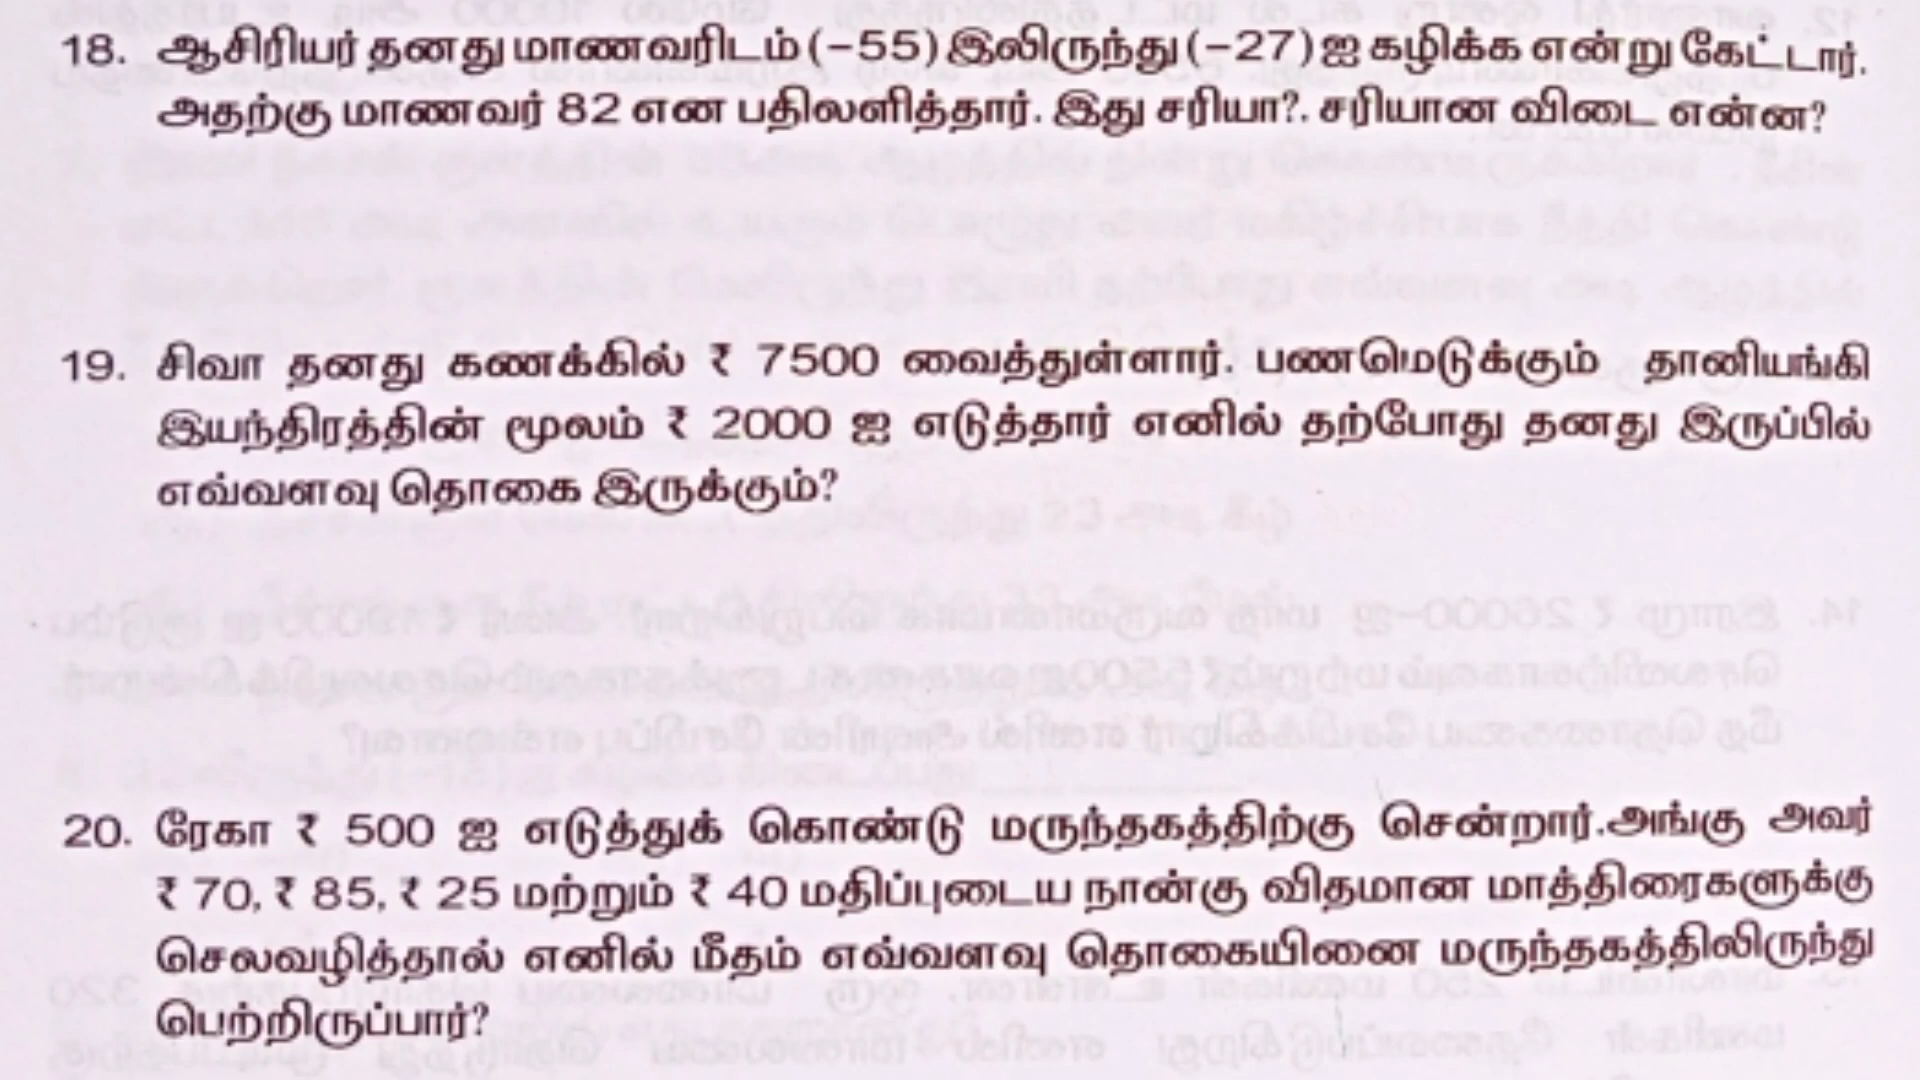 18. ஆசிரியர் தனது மாணவரிடம் (−55) இலிருந்து (−27) ஐ கழிக்க என்று கேட்டார்.
அதற்கு மாணவர் 82 என பதிலளித்தார். இது சரியா?. சரியான விடை என்ன?
19. சிவா தனது கணக்கில் ₹ 7500 வைத்துள்ளார். பணமெடுக்கும் தானியங்கி
இயந்திரத்தின் மூலம் ₹ 2000 ஐ எடுத்தார் எனில் தற்போது தனது இருப்பில்
எவ்வளவு தொகை இருக்கும்?
20. ரேகா ₹ 500 ஐ எடுத்துக் கொண்டு மருந்தகத்திற்கு சென்றார்.அங்கு அவர்
₹ 70, ₹ 85, ₹ 25 மற்றும் ₹ 40 மதிப்புடைய நான்கு விதமான மாத்திரைகளுக்கு
செலவழித்தால் எனில் மீதம் எவ்வளவு தொகையினை மருந்தகத்திலிருந்து
பெற்றிருப்பார்?